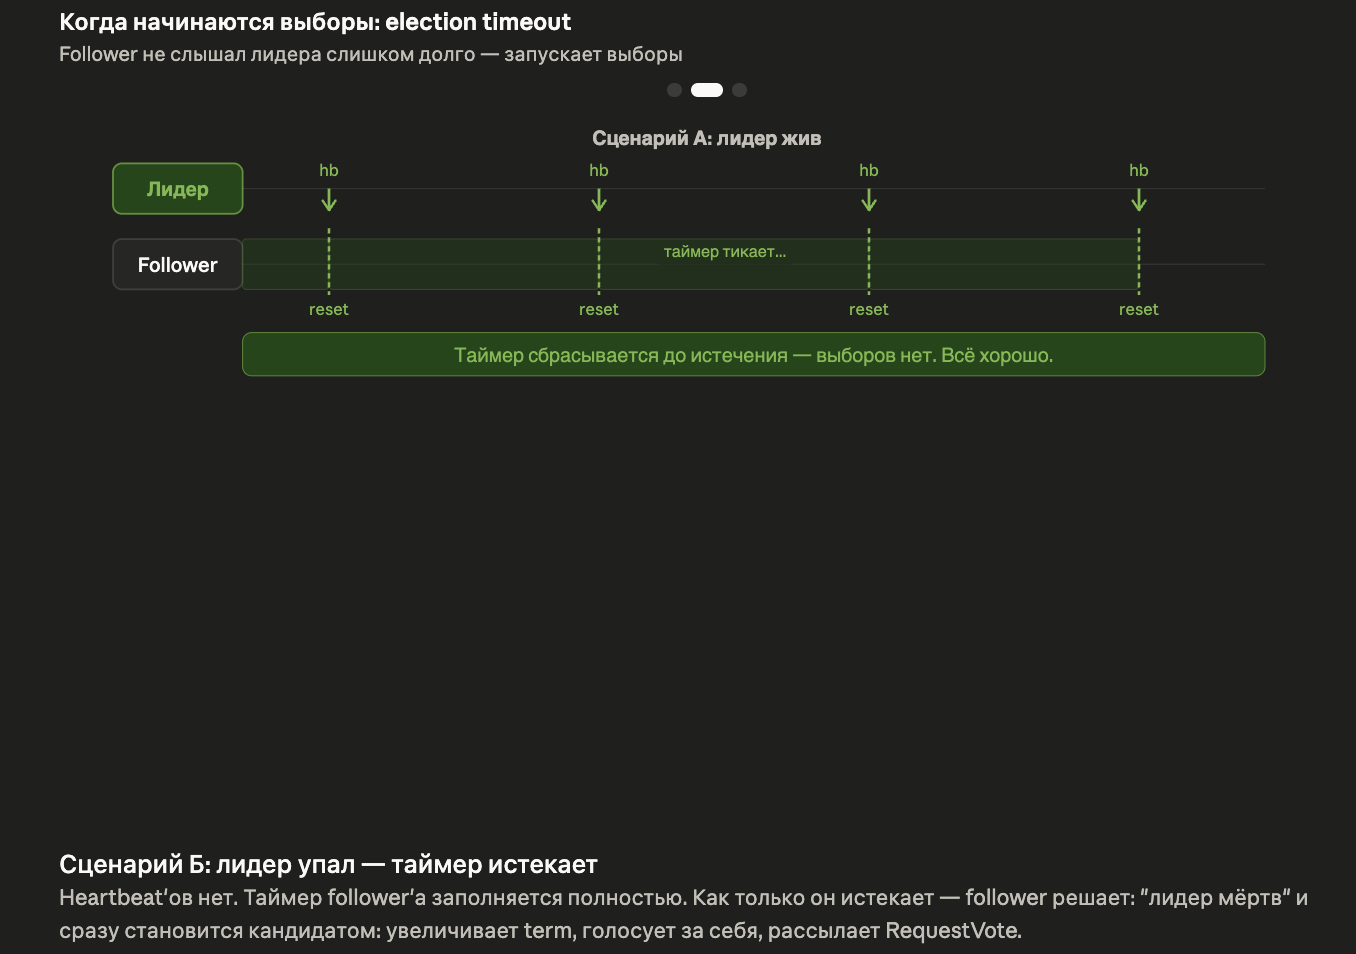 Когда начинаются выборы: election timeout
Follower не слышал лидера слишком долго — запускает выборы
Сценарий А: лидер жив
hb hb hb hb
Лидер
Follower
таймер тикает...
reset reset reset reset
Таймер сбрасывается до истечения — выборов нет. Всё хорошо.
Сценарий Б: лидер упал — таймер истекает
Heartbeat'ов нет. Таймер follower'а заполняется полностью. Как только он истекает — follower решает: "лидер мёртв" и
сразу становится кандидатом: увеличивает term, голосует за себя, рассылает RequestVote.